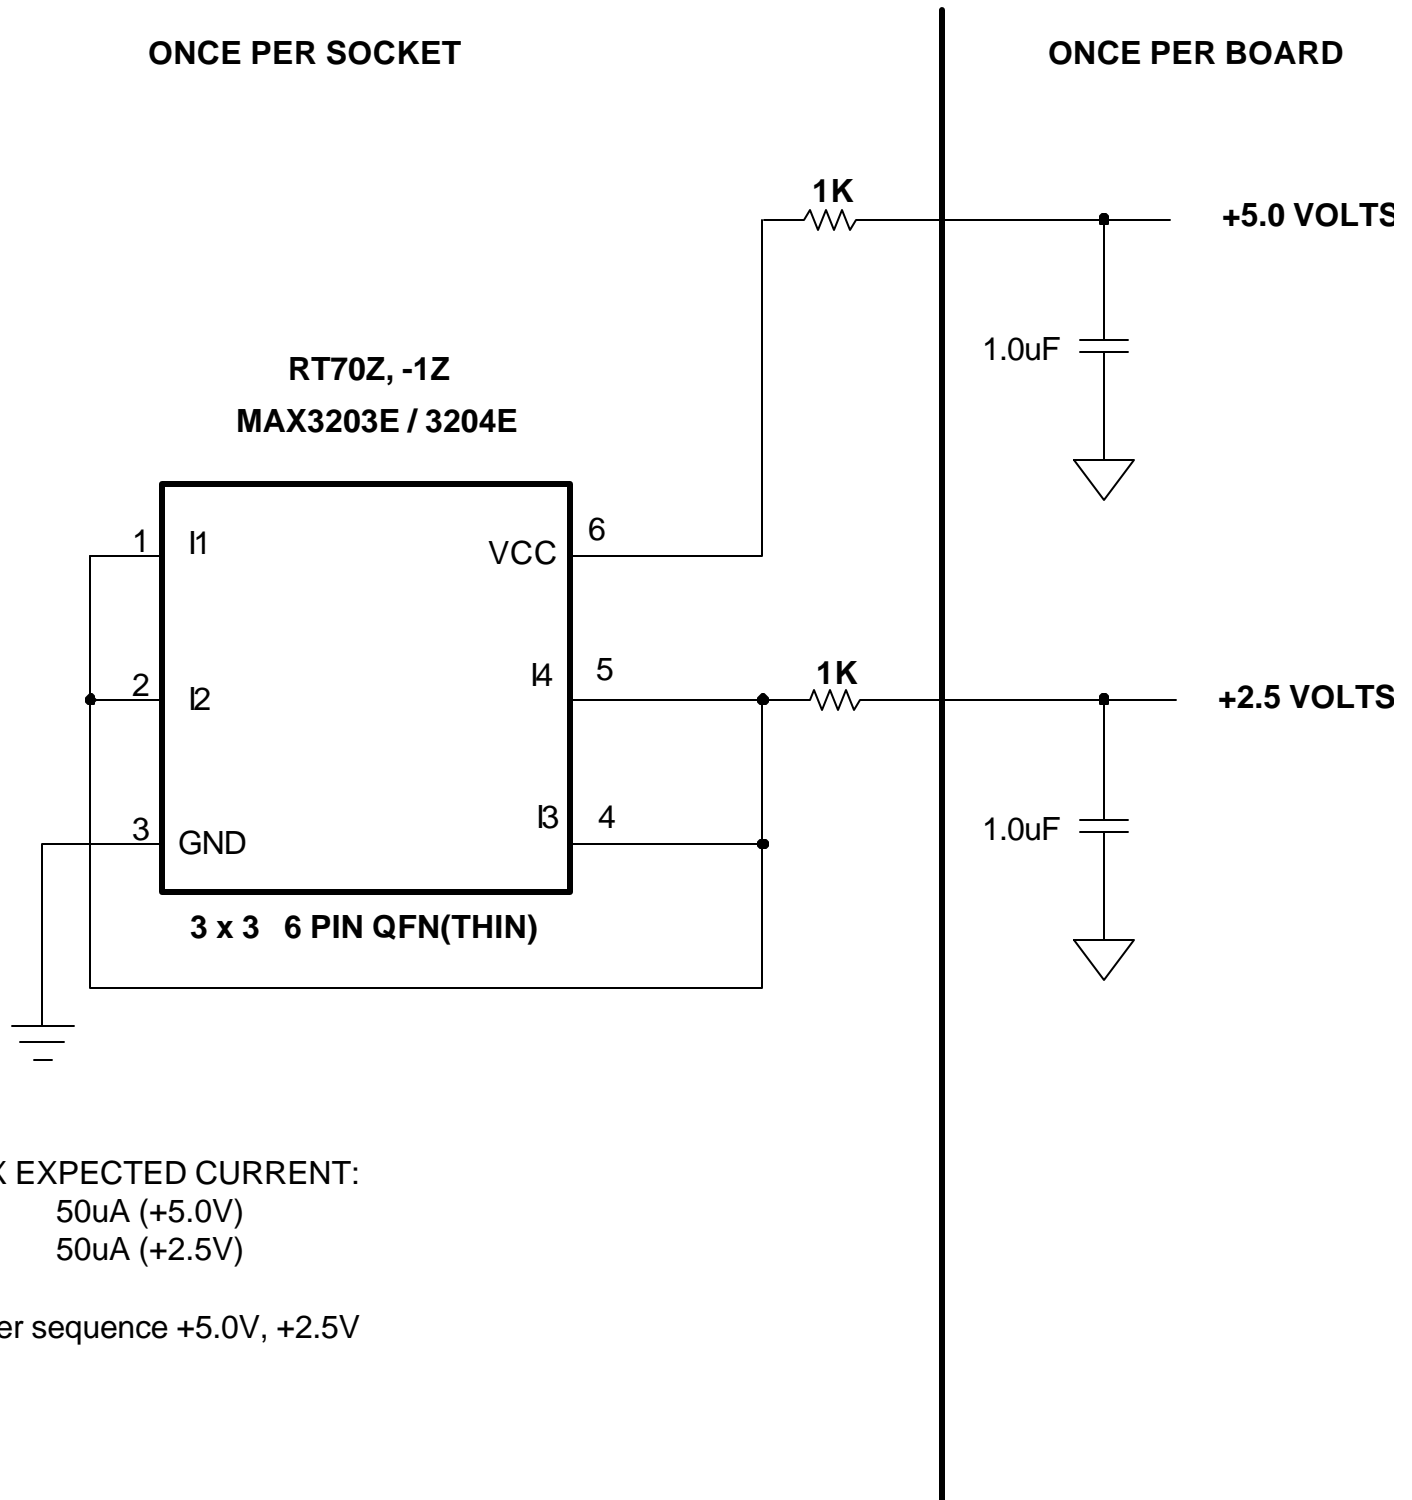 ONCE PER SOCKET
ONCE PER BOARD
1K
+5.0 VOLTS
1.0uF
RT70Z, -1Z
MAX3203E / 3204E
1
I1
VCC
6
2
I2
I4
5
1K
+2.5 VOLTS
3
GND
I3
4
1.0uF
3 x 3 6 PIN QFN(THIN)
X EXPECTED CURRENT:
50uA (+5.0V)
50uA (+2.5V)
er sequence +5.0V, +2.5V